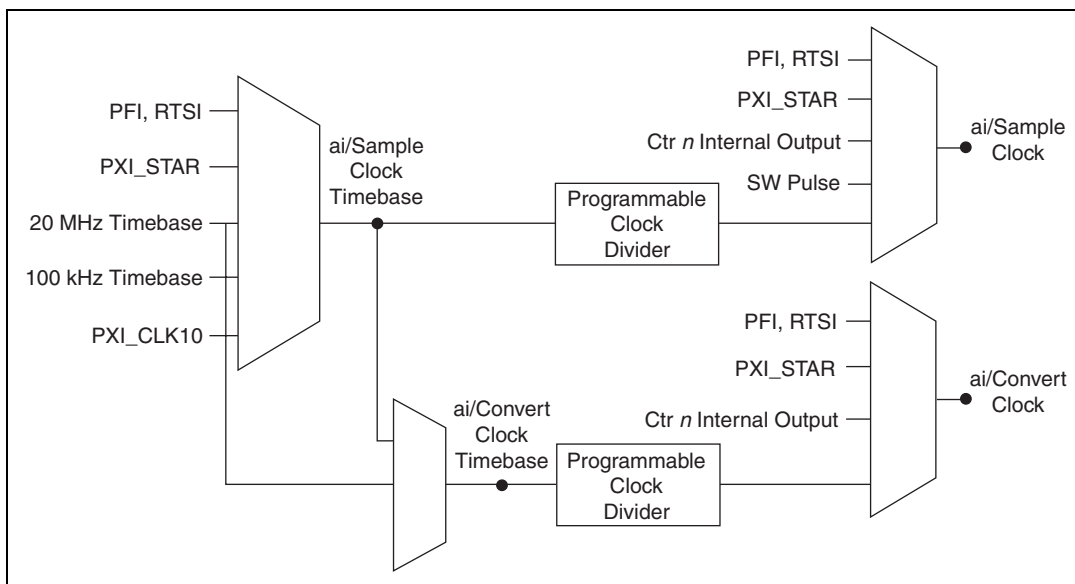 PFI, RTSI
PXI_STAR
20 MHz Timebase
100 kHz Timebase
PXI_CLK10
ai/Sample
Clock
Timebase
Programmable
Clock
Divider
PFI, RTSI
PXI_STAR
Ctr n Internal Output
SW Pulse
ai/Sample
Clock
ai/Convert
Clock
Timebase
Programmable
Clock
Divider
PFI, RTSI
PXI_STAR
Ctr n Internal Output
ai/Convert
Clock